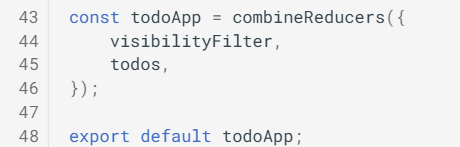 43 const todoApp = combineReducers({
44     visibilityFilter,
45     todos,
46 });
47
48 export default todoApp;